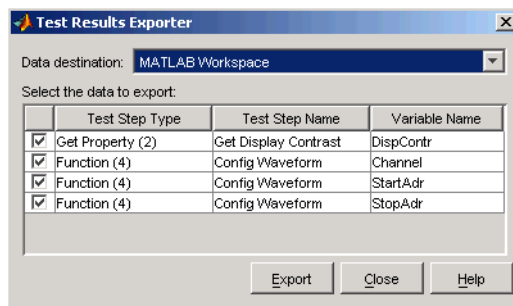 Test Results Exporter
Data destination: MATLAB Workspace
Select the data to export:
Test Step Type Test Step Name Variable Name
Get Property (2) Get Display Contrast DispContr
Function (4) Config Waveform Channel
Function (4) Config Waveform StartAdr
Function (4) Config Waveform StopAdr
Export Close Help